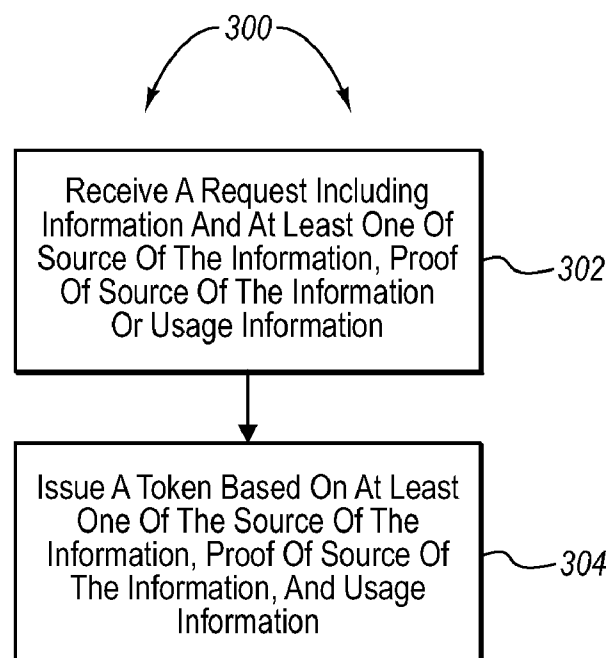 300
Receive A Request Including
Information And At Least One Of
Source Of The Information, Proof
Of Source Of The Information
Or Usage Information
302
Issue A Token Based On At Least
One Of The Source Of The
Information, Proof Of Source Of
The Information, And Usage
Information
304